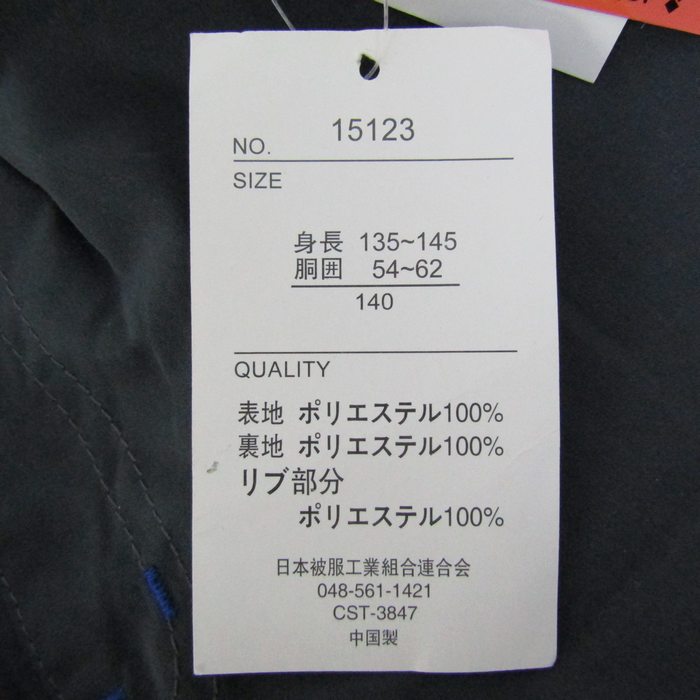 NO. 15123
SIZE
身長 135~145
胴囲 54~62
140
QUALITY
表地 ポリエステル100%
裏地 ポリエステル100%
リブ部分
ポリエステル100%
日本被服工業組合連合会
048-561-1421
CST-3847
中国製